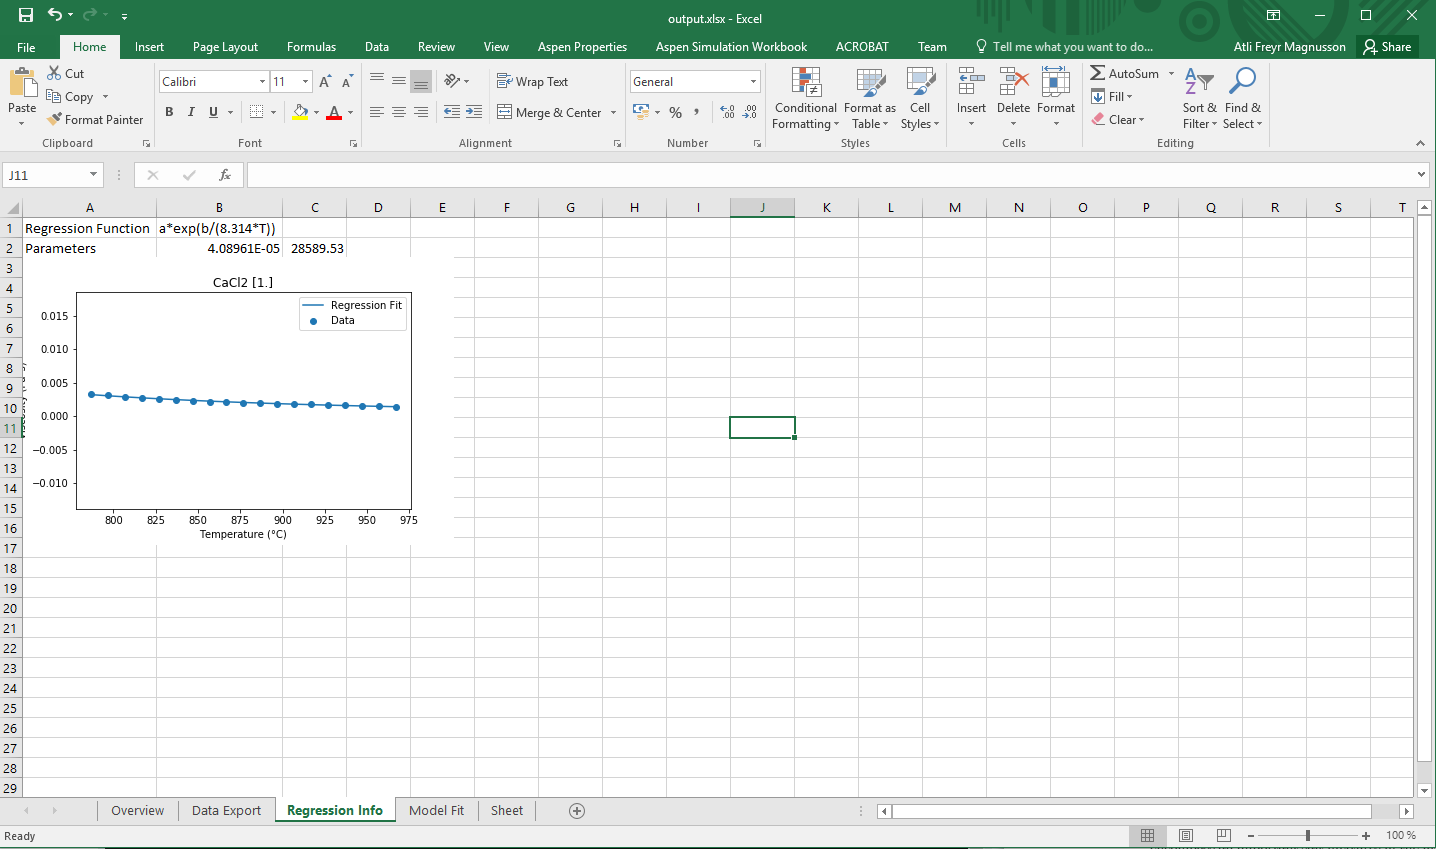 output.xlsx - Excel
File Home Insert Page Layout Formulas Data Review View Aspen Properties Aspen Simulation Workbook ACROBAT Team Tell me what you want to do... Atli Freyr Magnusson Share
Paste Cut Copy Format Painter
Calibri 11
B I U A A A
Wrap Text
Merge & Center
General
% ,
Conditional Formatting Format as Table Cell Styles
Insert Delete Format
AutoSum Fill Clear
Sort & Filter Find & Select
Clipboard Font Alignment Number Styles Cells Editing
J11 fx
A B C D E F G H I J K L M N O P Q R S T
1 Regression Function a*exp(b/(8.314*T))
2 Parameters 4.08961E-05 28589.53
3
4
5
6
7
8
9
10
11
12
13
14
15
16
17
18
19
20
21
22
23
24
25
26
27
28
29
CaCl2 [1.]
Regression Fit
Data
0.015
0.010
0.005
0.000
−0.005
−0.010
800 825 850 875 900 925 950 975
Temperature (°C)
Overview Data Export Regression Info Model Fit Sheet
Ready 100 %